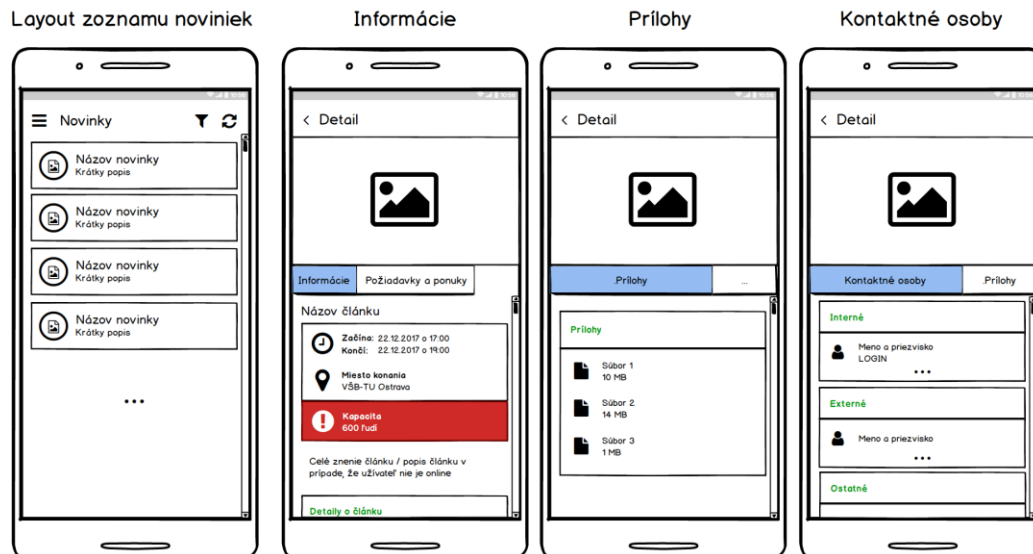 Layout zoznamu noviniek
Novinky
Názov novinky
Krátky popis
Názov novinky
Krátky popis
Názov novinky
Krátky popis
Názov novinky
Krátky popis
...
Informácie
< Detail
Informácie
Požiadavky a ponuky
Názov článku
Začína: 22.12.2017 o 17:00
Končí: 22.12.2017 o 19:00
Miesto konania
VŠB-TU Ostrava
Kapacita
600 ľudí
Celé znenie článku / popis článku v
prípade, že užívateľ nie je online
Detaily o článku
Prílohy
< Detail
.Prílohy
...
Prílohy
Súbor 1
10 MB
Súbor 2
14 MB
Súbor 3
1 MB
Kontaktné osoby
< Detail
Kontaktné osoby
.Prílohy
Interné
Meno a priezvisko
LOGIN
...
Externé
Meno a priezvisko
...
Ostatné